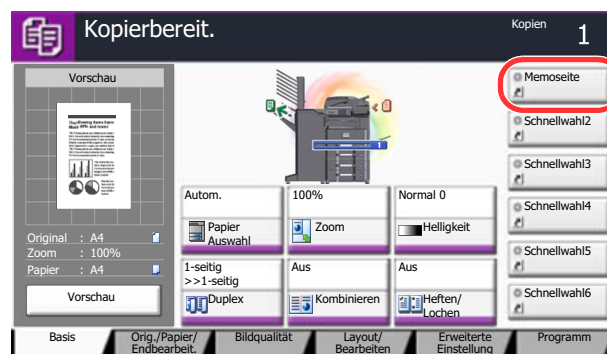 Kopierbereit.
Kopien 1
Vorschau
Original : A4
Zoom : 100%
Papier : A4
Vorschau
1
Autom.
Papier
Auswahl
100%
Zoom
Normal 0
Helligkeit
1-seitig
>>1-seitig
Duplex
Aus
Kombinieren
Aus
Heften/
Lochen
Memoseite
Schnellwahl2
Schnellwahl3
Schnellwahl4
Schnellwahl5
Schnellwahl6
Basis
Orig./Papier/
Endbearbeit.
Bildqualität
Layout/
Bearbeiten
Erweiterte
Einstellung
Programm